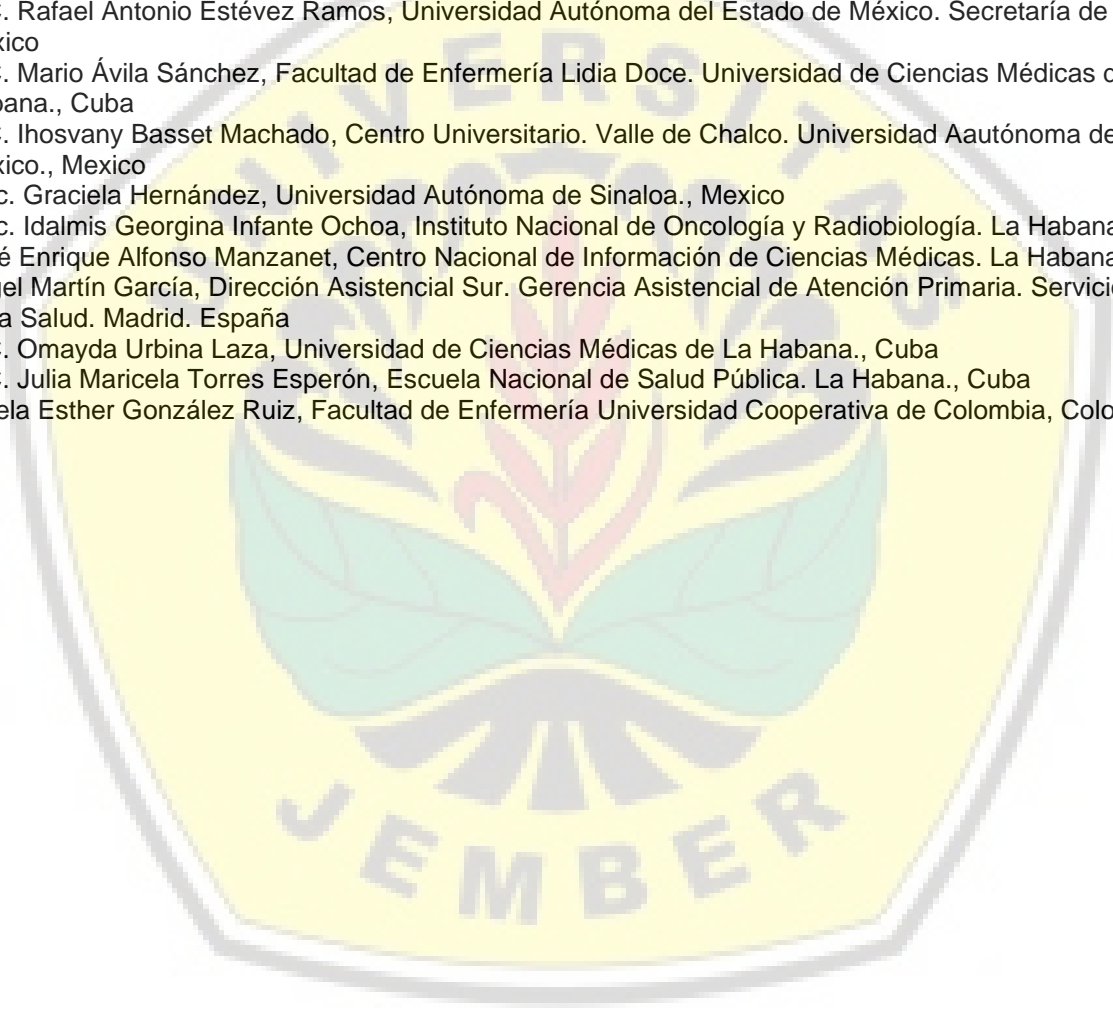 . Rafael Antonio Estévez Ramos, Universidad Autónoma del Estado de México. Secretaría de
xico
. Mario Ávila Sánchez, Facultad de Enfermería Lidia Doce. Universidad de Ciencias Médicas
bana., Cuba
. Ihosvany Basset Machado, Centro Universitario. Valle de Chalco. Universidad Aautónoma de
xico., Mexico
c. Graciela Hernández, Universidad Autónoma de Sinaloa., Mexico
c. Idalmis Georgina Infante Ochoa, Instituto Nacional de Oncología y Radiobiología. La Habana
é Enrique Alfonso Manzanet, Centro Nacional de Información de Ciencias Médicas. La Habana
gel Martín García, Dirección Asistencial Sur. Gerencia Asistencial de Atención Primaria. Servicio
a Salud. Madrid. España
. Omayda Urbina Laza, Universidad de Ciencias Médicas de La Habana., Cuba
. Julia Maricela Torres Esperón, Escuela Nacional de Salud Pública. La Habana., Cuba
ela Esther González Ruiz, Facultad de Enfermería Universidad Cooperativa de Colombia, Colo
UNIVERSITAS
JEMBER